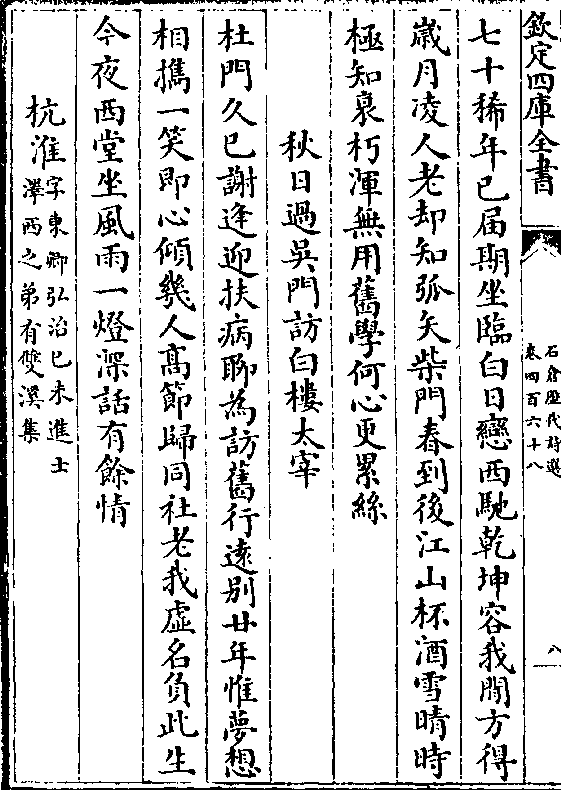 欽定四庫全書
石倉歷代詩選
卷四百六十八
八
七十稀年已屆期坐臨白日戀西馳乾坤容我閒方得
歲月凌人老却知弧矢柴門春到後江山杯酒雪晴時
極知衰朽渾無用舊學何心更累絲
秋日過吳門訪白樓太宰
杜門久已謝逢迎扶病聊為訪舊行遠別廿年惟夢想
相擕一笑即心傾幾人髙節歸同社老我虛名負此生
今夜西堂坐風雨一燈深話有餘情
杭淮字東卿弘治已未進士
澤西之弟有雙溪集